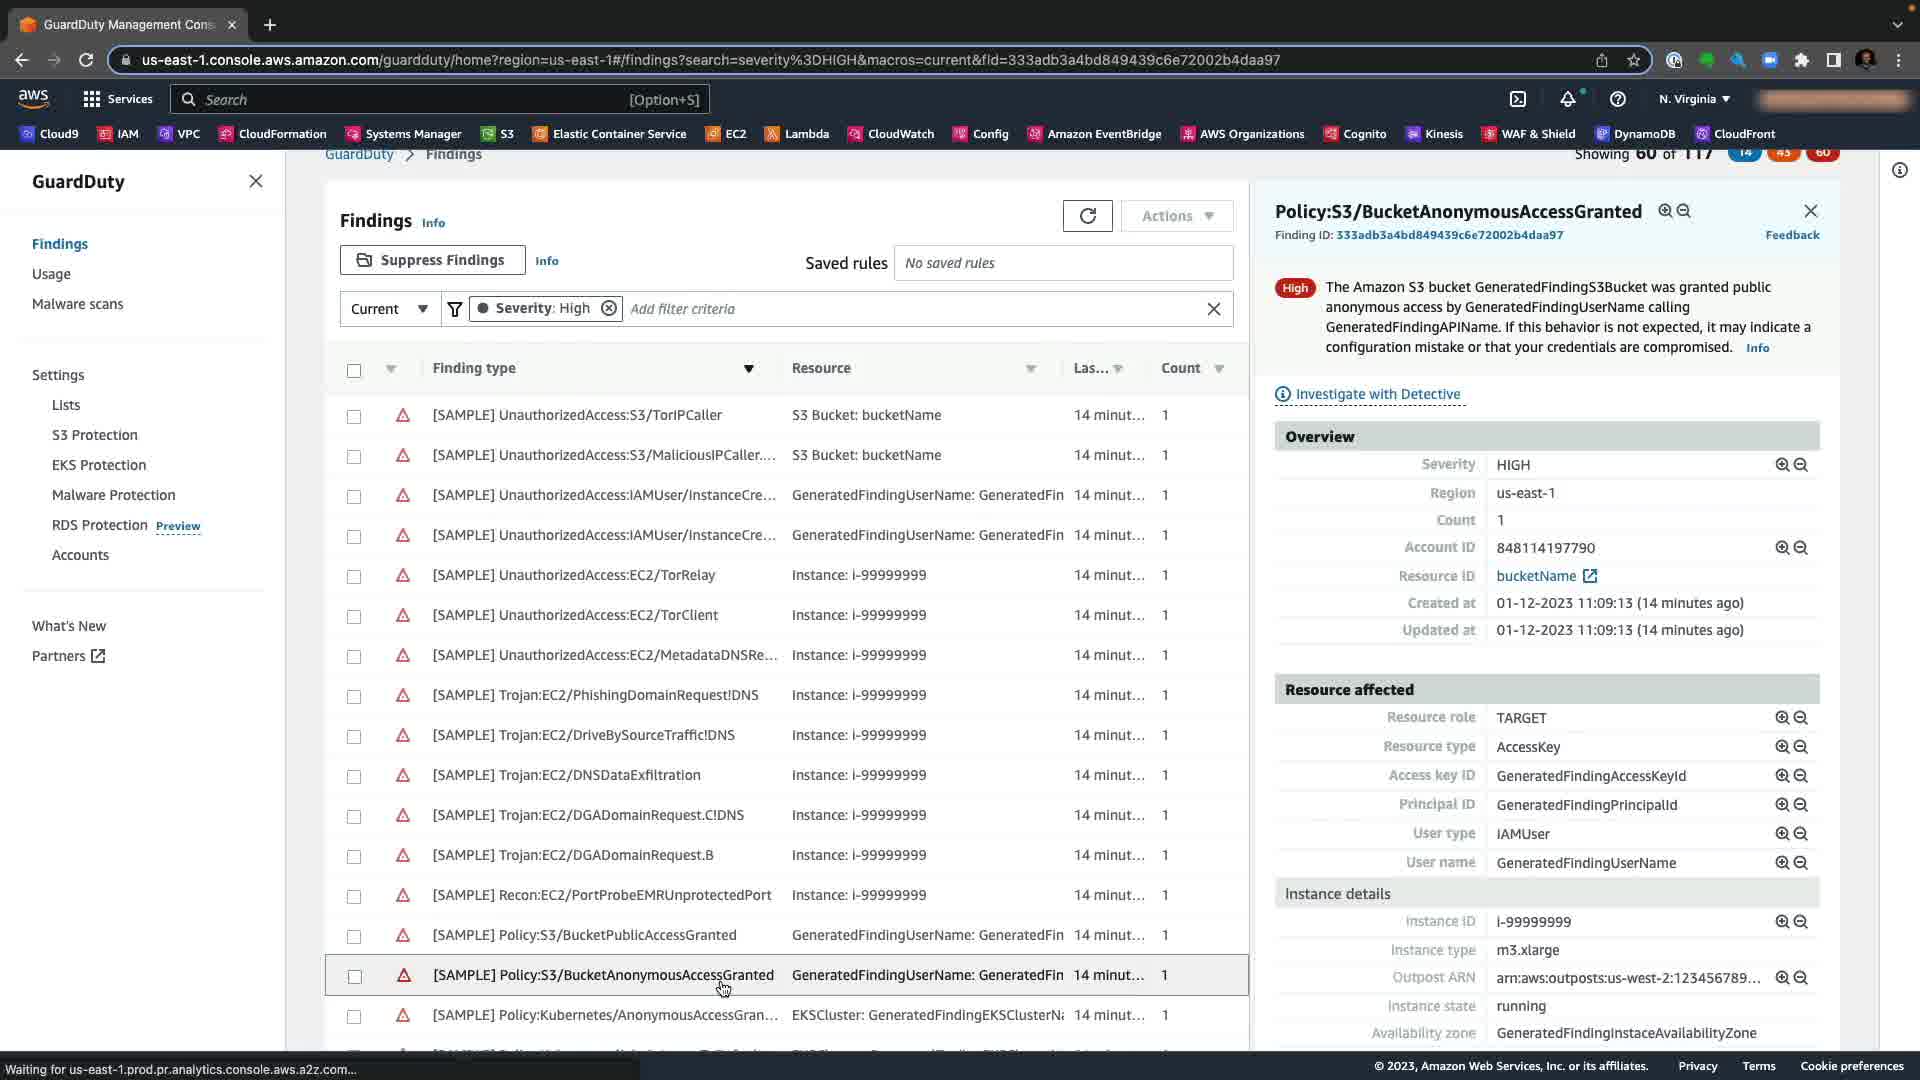 GuardDuty Management Cons
us-east-1.console.aws.amazon.com/guardduty/home?region=us-east-1#/findings?search=severity%3DHIGH&macros=current&fId=333adb3a4bd849439c6e72002b4daa97
aws
Services
Search
[Option+S]
N. Virginia
Cloud9 IAM VPC CloudFormation Systems Manager S3 Elastic Container Service EC2 Lambda CloudWatch Config Amazon EventBridge AWS Organizations Cognito Kinesis WAF & Shield DynamoDB CloudFront
GuardDuty
Findings
Usage
Malware scans
Settings
Lists
S3 Protection
EKS Protection
Malware Protection
RDS Protection Preview
Accounts
What's New
Partners
GuardDuty > Findings
Showing 60 of 117 14 43 60
Findings Info
Actions
Suppress Findings Info
Saved rules No saved rules
Current Severity: High Add filter criteria
Finding type Resource Las... Count
[SAMPLE] UnauthorizedAccess:S3/TorIPCaller S3 Bucket: bucketName 14 minut... 1
[SAMPLE] UnauthorizedAccess:S3/MaliciousIPCaller.... S3 Bucket: bucketName 14 minut... 1
[SAMPLE] UnauthorizedAccess:IAMUser/InstanceCre... GeneratedFindingUserName: GeneratedFin 14 minut... 1
[SAMPLE] UnauthorizedAccess:IAMUser/InstanceCre... GeneratedFindingUserName: GeneratedFin 14 minut... 1
[SAMPLE] UnauthorizedAccess:EC2/TorRelay Instance: i-99999999 14 minut... 1
[SAMPLE] UnauthorizedAccess:EC2/TorClient Instance: i-99999999 14 minut... 1
[SAMPLE] UnauthorizedAccess:EC2/MetadataDNSRe... Instance: i-99999999 14 minut... 1
[SAMPLE] Trojan:EC2/PhishingDomainRequest!DNS Instance: i-99999999 14 minut... 1
[SAMPLE] Trojan:EC2/DriveBySourceTraffic!DNS Instance: i-99999999 14 minut... 1
[SAMPLE] Trojan:EC2/DNSDataExfiltration Instance: i-99999999 14 minut... 1
[SAMPLE] Trojan:EC2/DGADomainRequest.C!DNS Instance: i-99999999 14 minut... 1
[SAMPLE] Trojan:EC2/DGADomainRequest.B Instance: i-99999999 14 minut... 1
[SAMPLE] Recon:EC2/PortProbeEMRUnprotectedPort Instance: i-99999999 14 minut... 1
[SAMPLE] Policy:S3/BucketPublicAccessGranted GeneratedFindingUserName: GeneratedFin 14 minut... 1
[SAMPLE] Policy:S3/BucketAnonymousAccessGranted GeneratedFindingUserName: GeneratedFin 14 minut... 1
[SAMPLE] Policy:Kubernetes/AnonymousAccessGran... EKSCluster: GeneratedFindingEKSClusterNa 14 minut... 1
Policy:S3/BucketAnonymousAccessGranted
Finding ID: 333adb3a4bd849439c6e72002b4daa97 Feedback
High The Amazon S3 bucket GeneratedFindingS3Bucket was granted public
anonymous access by GeneratedFindingUserName calling
GeneratedFindingAPIName. If this behavior is not expected, it may indicate a
configuration mistake or that your credentials are compromised. Info
Investigate with Detective
Overview
Severity HIGH
Region us-east-1
Count 1
Account ID 848114197790
Resource ID bucketName
Created at 01-12-2023 11:09:13 (14 minutes ago)
Updated at 01-12-2023 11:09:13 (14 minutes ago)
Resource affected
Resource role TARGET
Resource type AccessKey
Access key ID GeneratedFindingAccessKeyId
Principal ID GeneratedFindingPrincipalId
User type IAMUser
User name GeneratedFindingUserName
Instance details
Instance ID i-99999999
Instance type m3.xlarge
Outpost ARN arn:aws:outposts:us-west-2:123456789...
Instance state running
Availability zone GeneratedFindingInstaceAvailabilityZone
Waiting for us-east-1.prod.pr.analytics.console.aws.a2z.com...
© 2023, Amazon Web Services, Inc. or its affiliates. Privacy Terms Cookie preferences